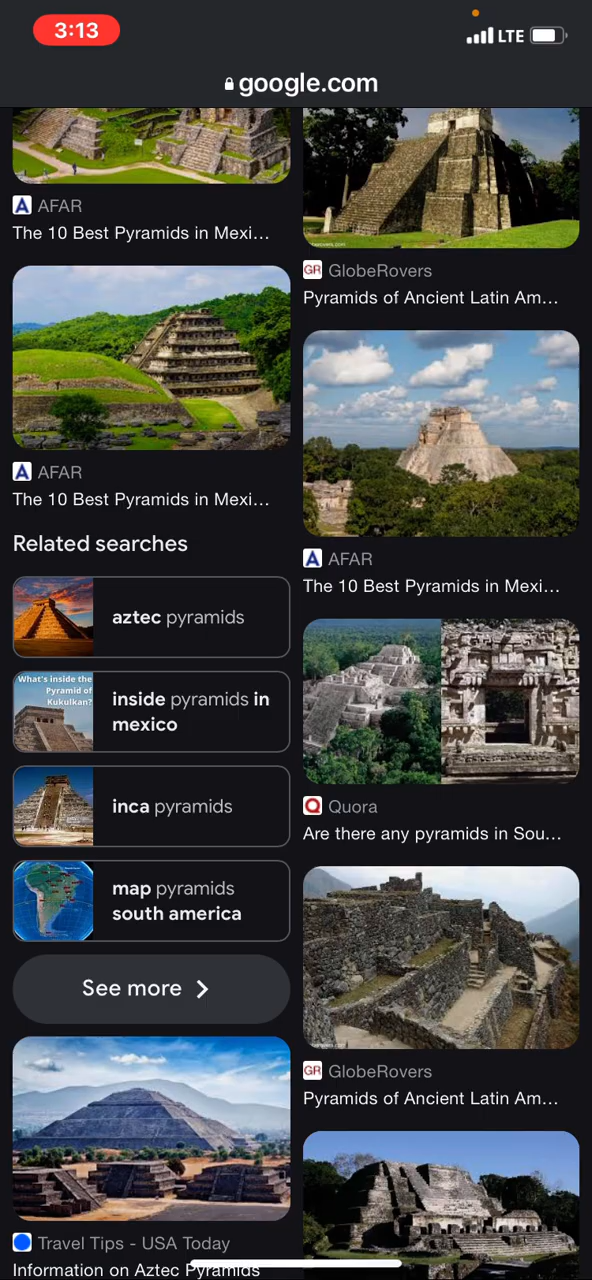 3:13
LTE
google.com
AFAR
The 10 Best Pyramids in Mexi...
AFAR
The 10 Best Pyramids in Mexi...
Related searches
aztec pyramids
What's inside the
Pyramid of
Kukulkan?
inside pyramids in
mexico
inca pyramids
map pyramids
south america
See more
Travel Tips - USA Today
Information on Aztec Pyramids
GR GlobeRovers
Pyramids of Ancient Latin Am...
AFAR
The 10 Best Pyramids in Mexi...
Quora
Are there any pyramids in Sou...
GR GlobeRovers
Pyramids of Ancient Latin Am...